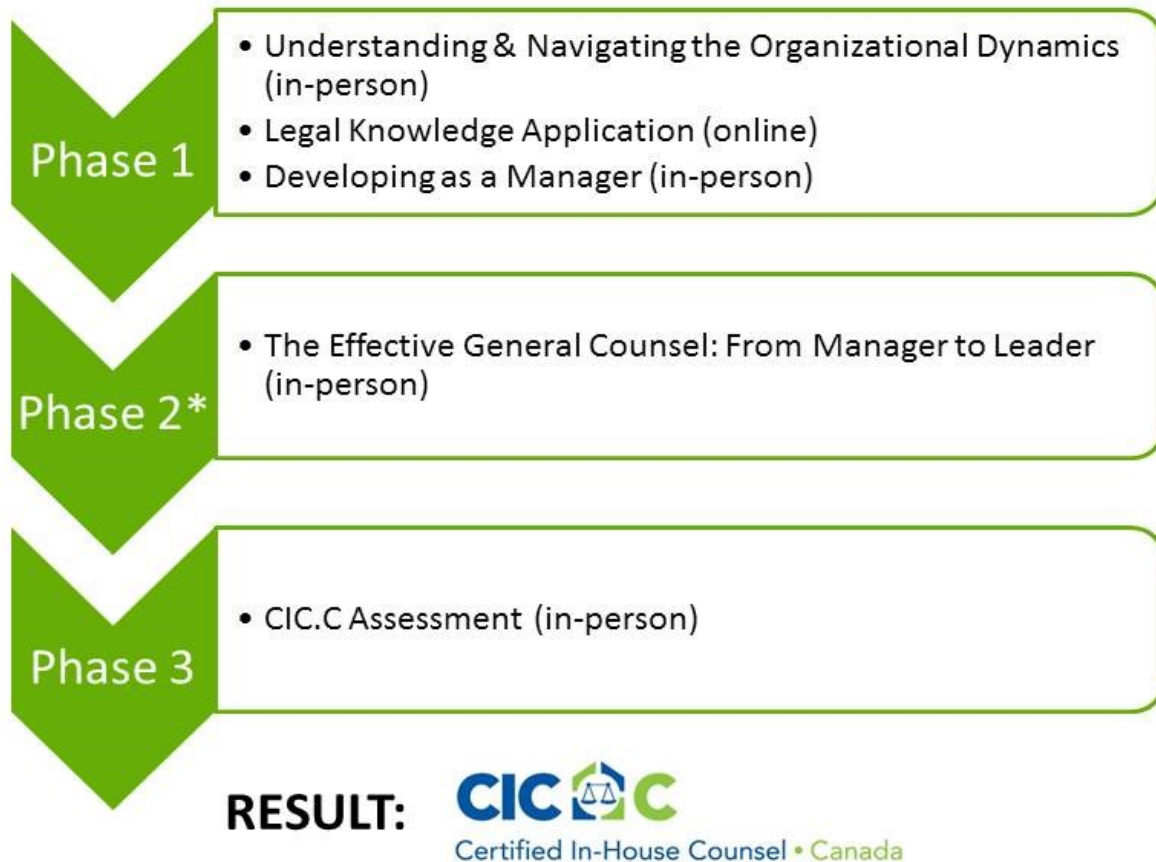 Phase 1
• Understanding & Navigating the Organizational Dynamics
(in-person)
• Legal Knowledge Application (online)
• Developing as a Manager (in-person)
Phase 2*
• The Effective General Counsel: From Manager to Leader
(in-person)
Phase 3
• CIC.C Assessment (in-person)
RESULT:
CIC C
Certified In-House Counsel • Canada